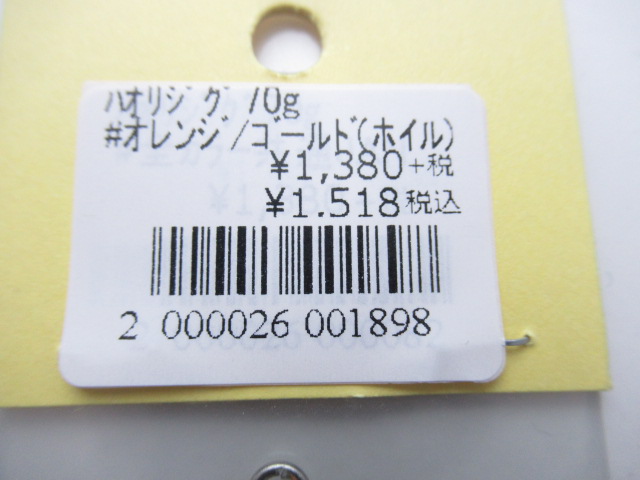 ﾊｵﾘｼﾞｸﾞ 70g
#ｵﾚﾝｼﾞ/ｺﾞｰﾙﾄﾞ(ﾎｲﾙ)
¥1,380+税
¥1.518税込
2 000026 001898